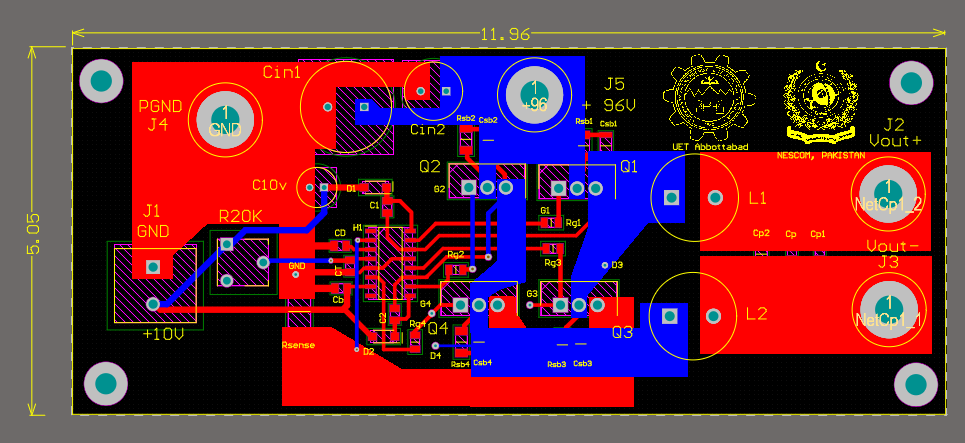 11.96
5.05
Cin1
PGND
J4
1
GND
Cin2
1
+96
J5
+ 96V
Rsb2
Csb2
Rsb1
Csb1
UET Abbottabad
NESCOM, PAKISTAN
J2
Vout+
Q2
G2
Q1
C10v
D1
C1
L1
1
NetCp1_2
J1
GND
R20K
H1
G1
Rg1
CD
Cp2
Cp
Cp1
Vout-
J3
Rg2
Rg3
D3
GND
CT
Cb
G4
G3
C2
Rg4
Q4
Q3
L2
1
NetCp1_1
+10V
Rsense
D2
D4
Rsb4
Csb4
Rsb3
Csb3